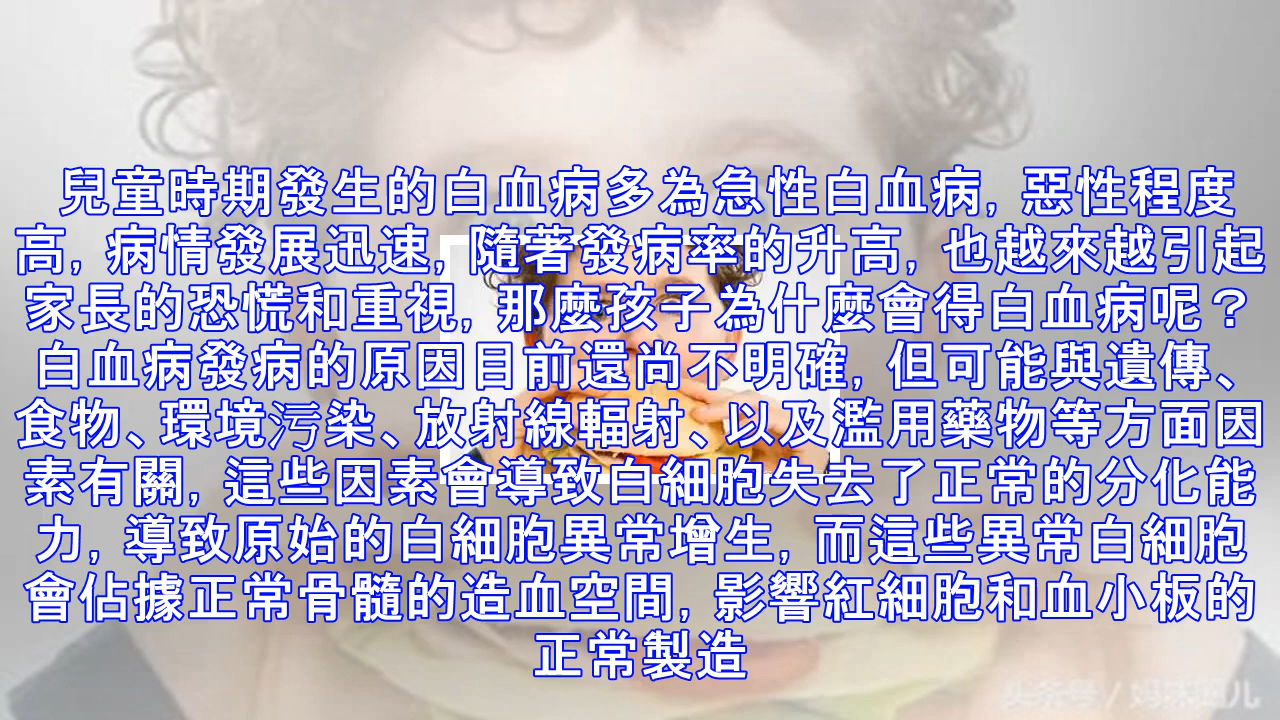 兒童時期發生的白血病多為急性白血病, 惡性程度
高, 病情發展迅速, 隨著發病率的升高, 也越來越引起
家長的恐慌和重視, 那麼孩子為什麼會得白血病呢？
白血病發病的原因目前還尚不明確, 但可能與遺傳、
食物、環境污染、放射線輻射、以及濫用藥物等方面因
素有關, 這些因素會導致白細胞失去了正常的分化能
力, 導致原始的白細胞異常增生, 而這些異常白細胞
會佔據正常骨髓的造血空間, 影響紅細胞和血小板的
正常製造